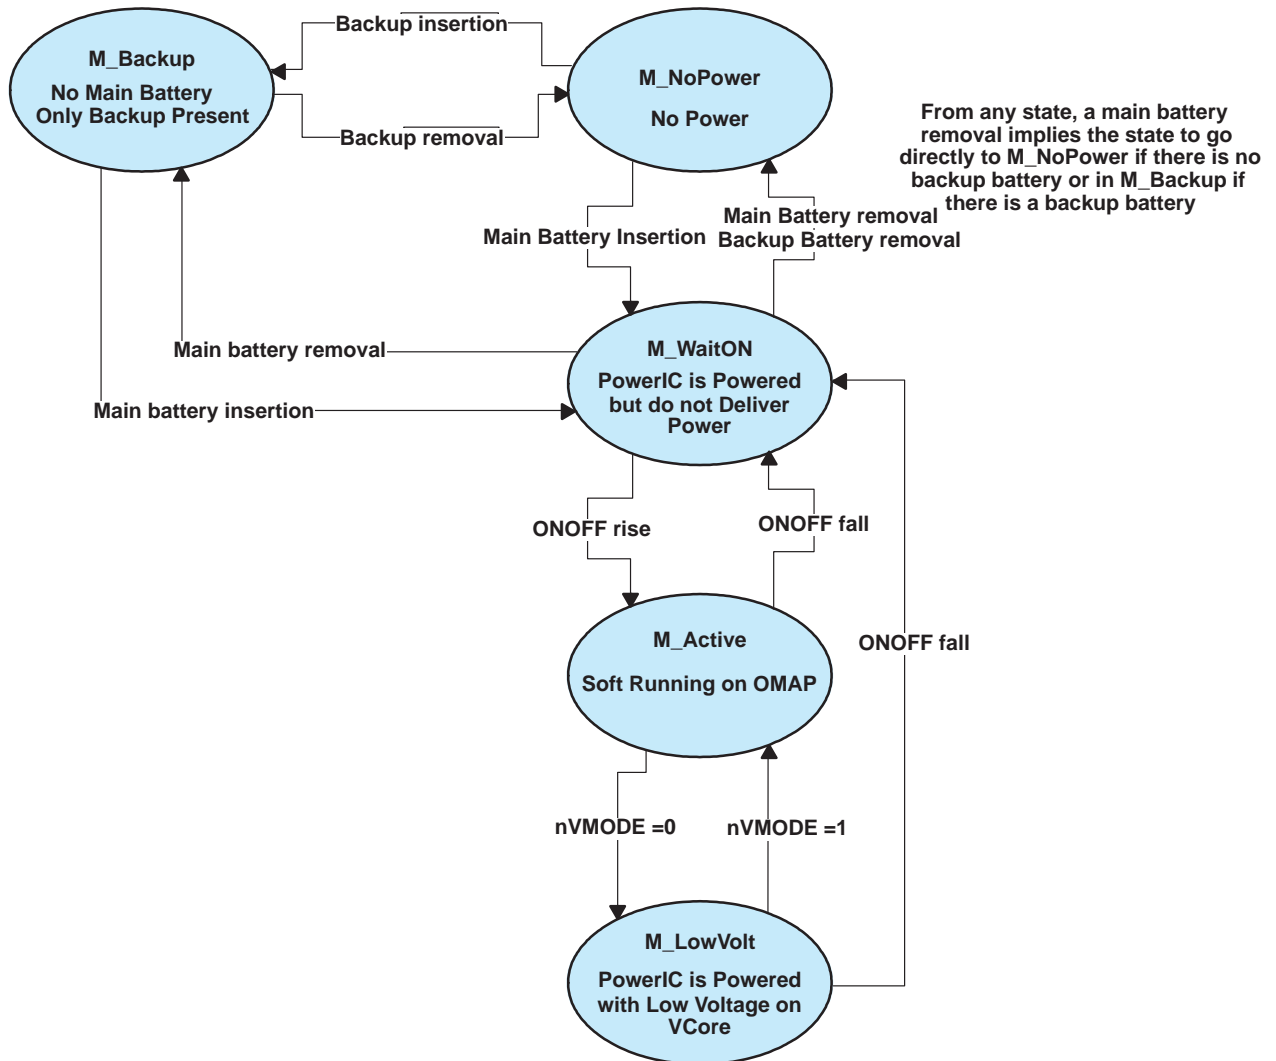 Backup insertion
M_Backup
No Main Battery
Only Backup Present
Backup removal
M_NoPower
No Power
From any state, a main battery
removal implies the state to go
directly to M_NoPower if there is no
backup battery or in M_Backup if
there is a backup battery
Main Battery Insertion
Main Battery removal
Backup Battery removal
Main battery removal
Main battery insertion
M_WaitON
PowerIC is Powered
but do not Deliver
Power
ONOFF rise
ONOFF fall
M_Active
Soft Running on OMAP
ONOFF fall
nVMODE =0
nVMODE =1
M_LowVolt
PowerIC is Powered
with Low Voltage on
VCore